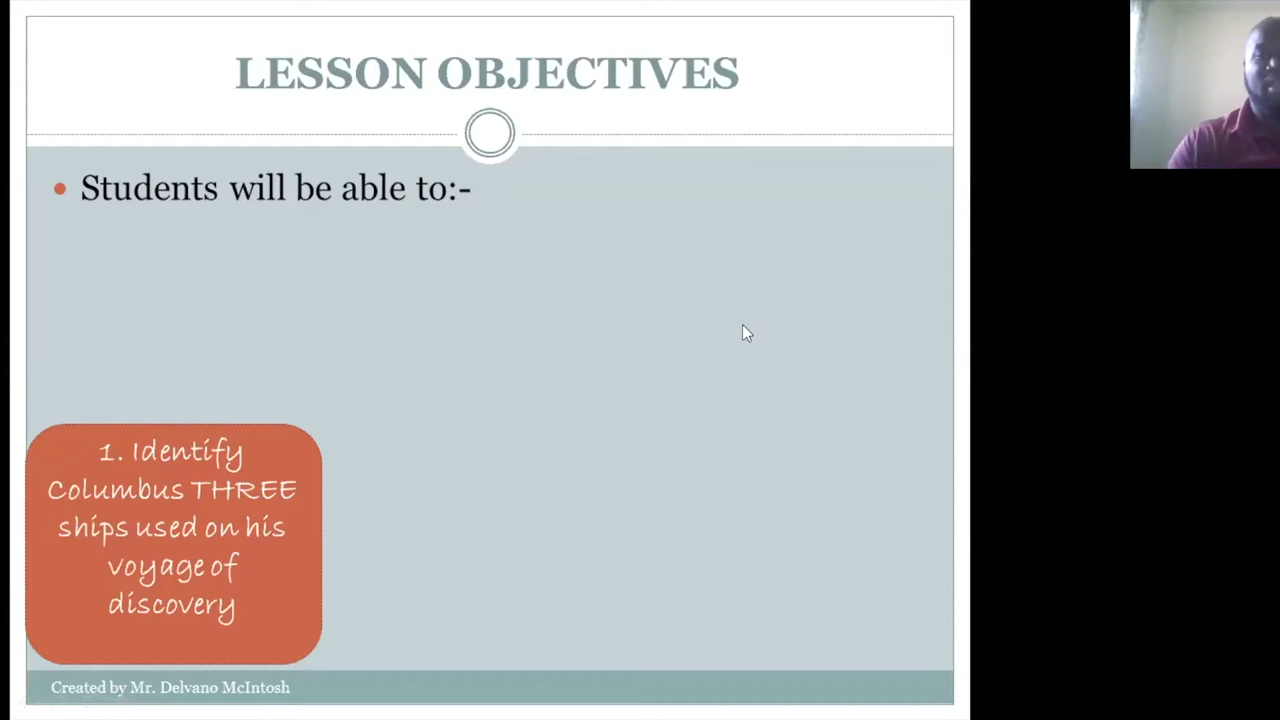 LESSON OBJECTIVES
• Students will be able to:-
1. Identify
Columbus THREE
ships used on his
voyage of
discovery
Created by Mr. Delvano McIntosh